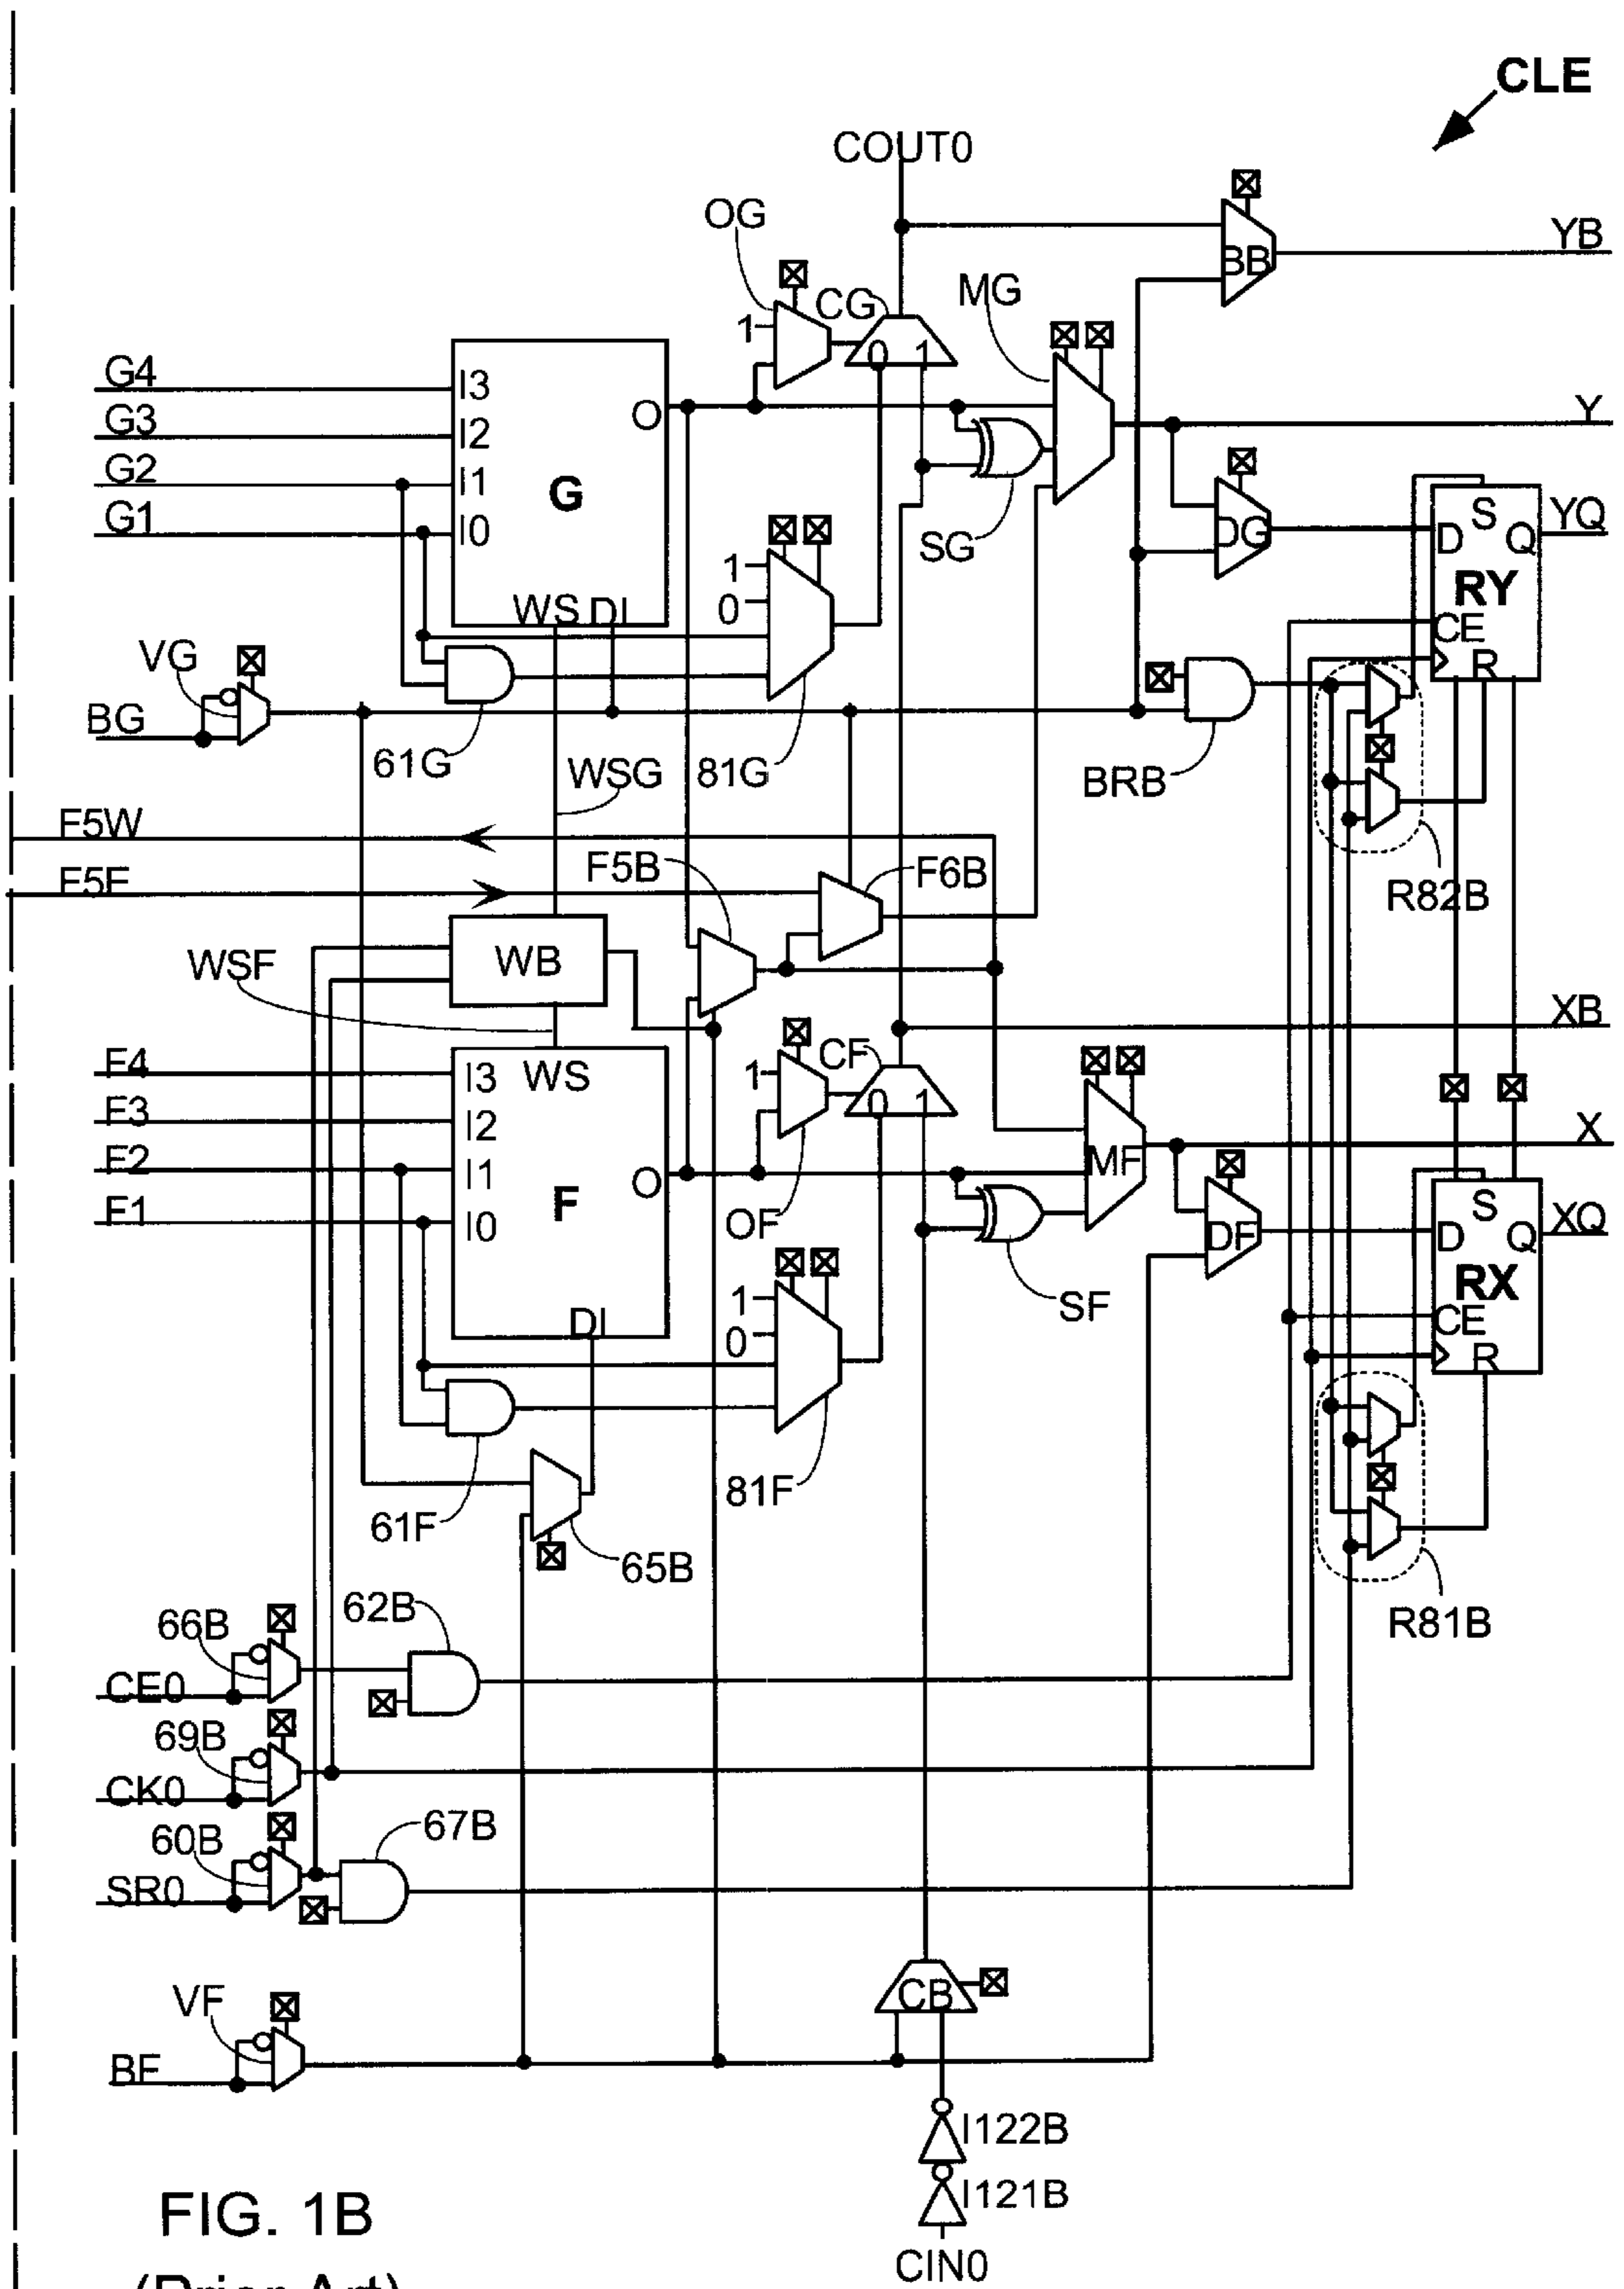 CLE
COUT0
OG
CG
MG
BB
YB
1
0 1
G4
G3
G2
G1
I3
I2
I1
I0
O
G
WS DI
Y
SG
DG
S
D
Q
YQ
RY
CE
R
1
0
VG
BG
61G
WSG
81G
BRB
R82B
F5W
F5E
F5B
F6B
WB
WSF
XB
CF
1
0 1
F4
F3
F2
F1
I3
I2
I1
I0
WS
O
F
DI
OF
MF
X
SF
DF
S
D
Q
XQ
RX
CE
R
1
0
81F
61F
65B
R81B
66B
62B
CE0
69B
CK0
60B
67B
SR0
VF
BF
CB
I122B
I121B
CIN0
FIG. 1B
(Prior Art)